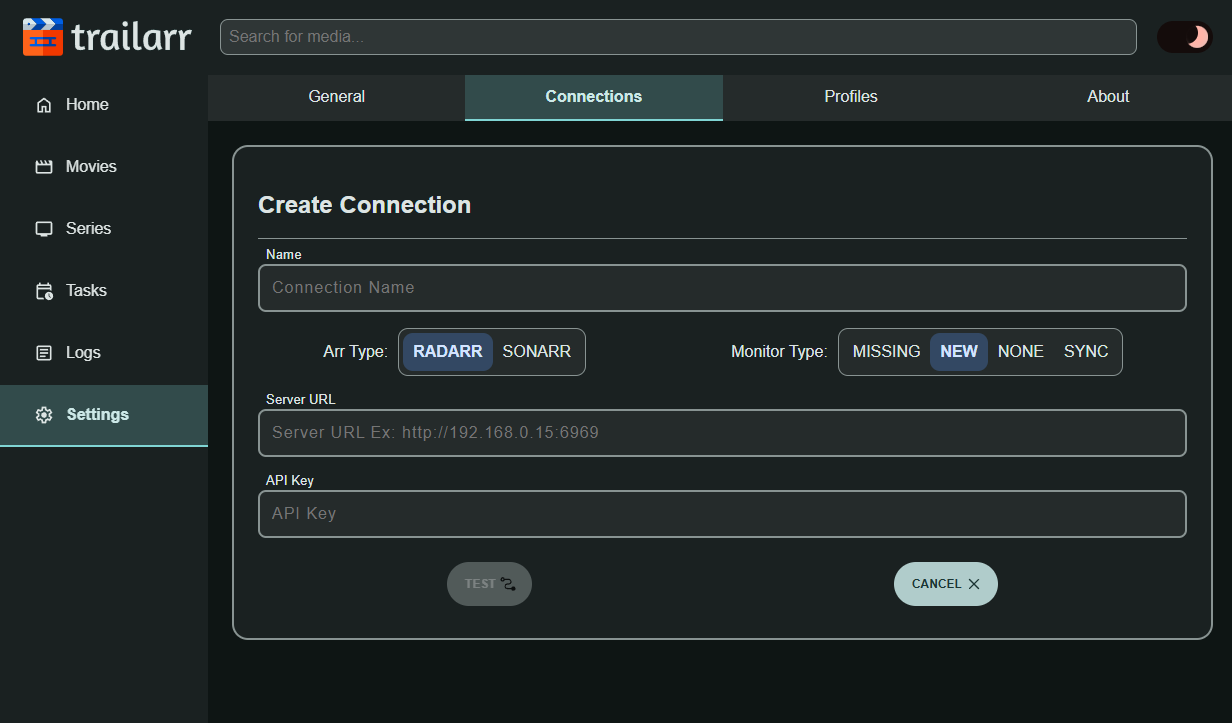 trailarr
Search for media...
Home
Movies
Series
Tasks
Logs
Settings
General Connections Profiles About
Create Connection
Name
Connection Name
Arr Type: RADARR SONARR Monitor Type: MISSING NEW NONE SYNC
Server URL
Server URL Ex: http://192.168.0.15:6969
API Key
API Key
TEST CANCEL